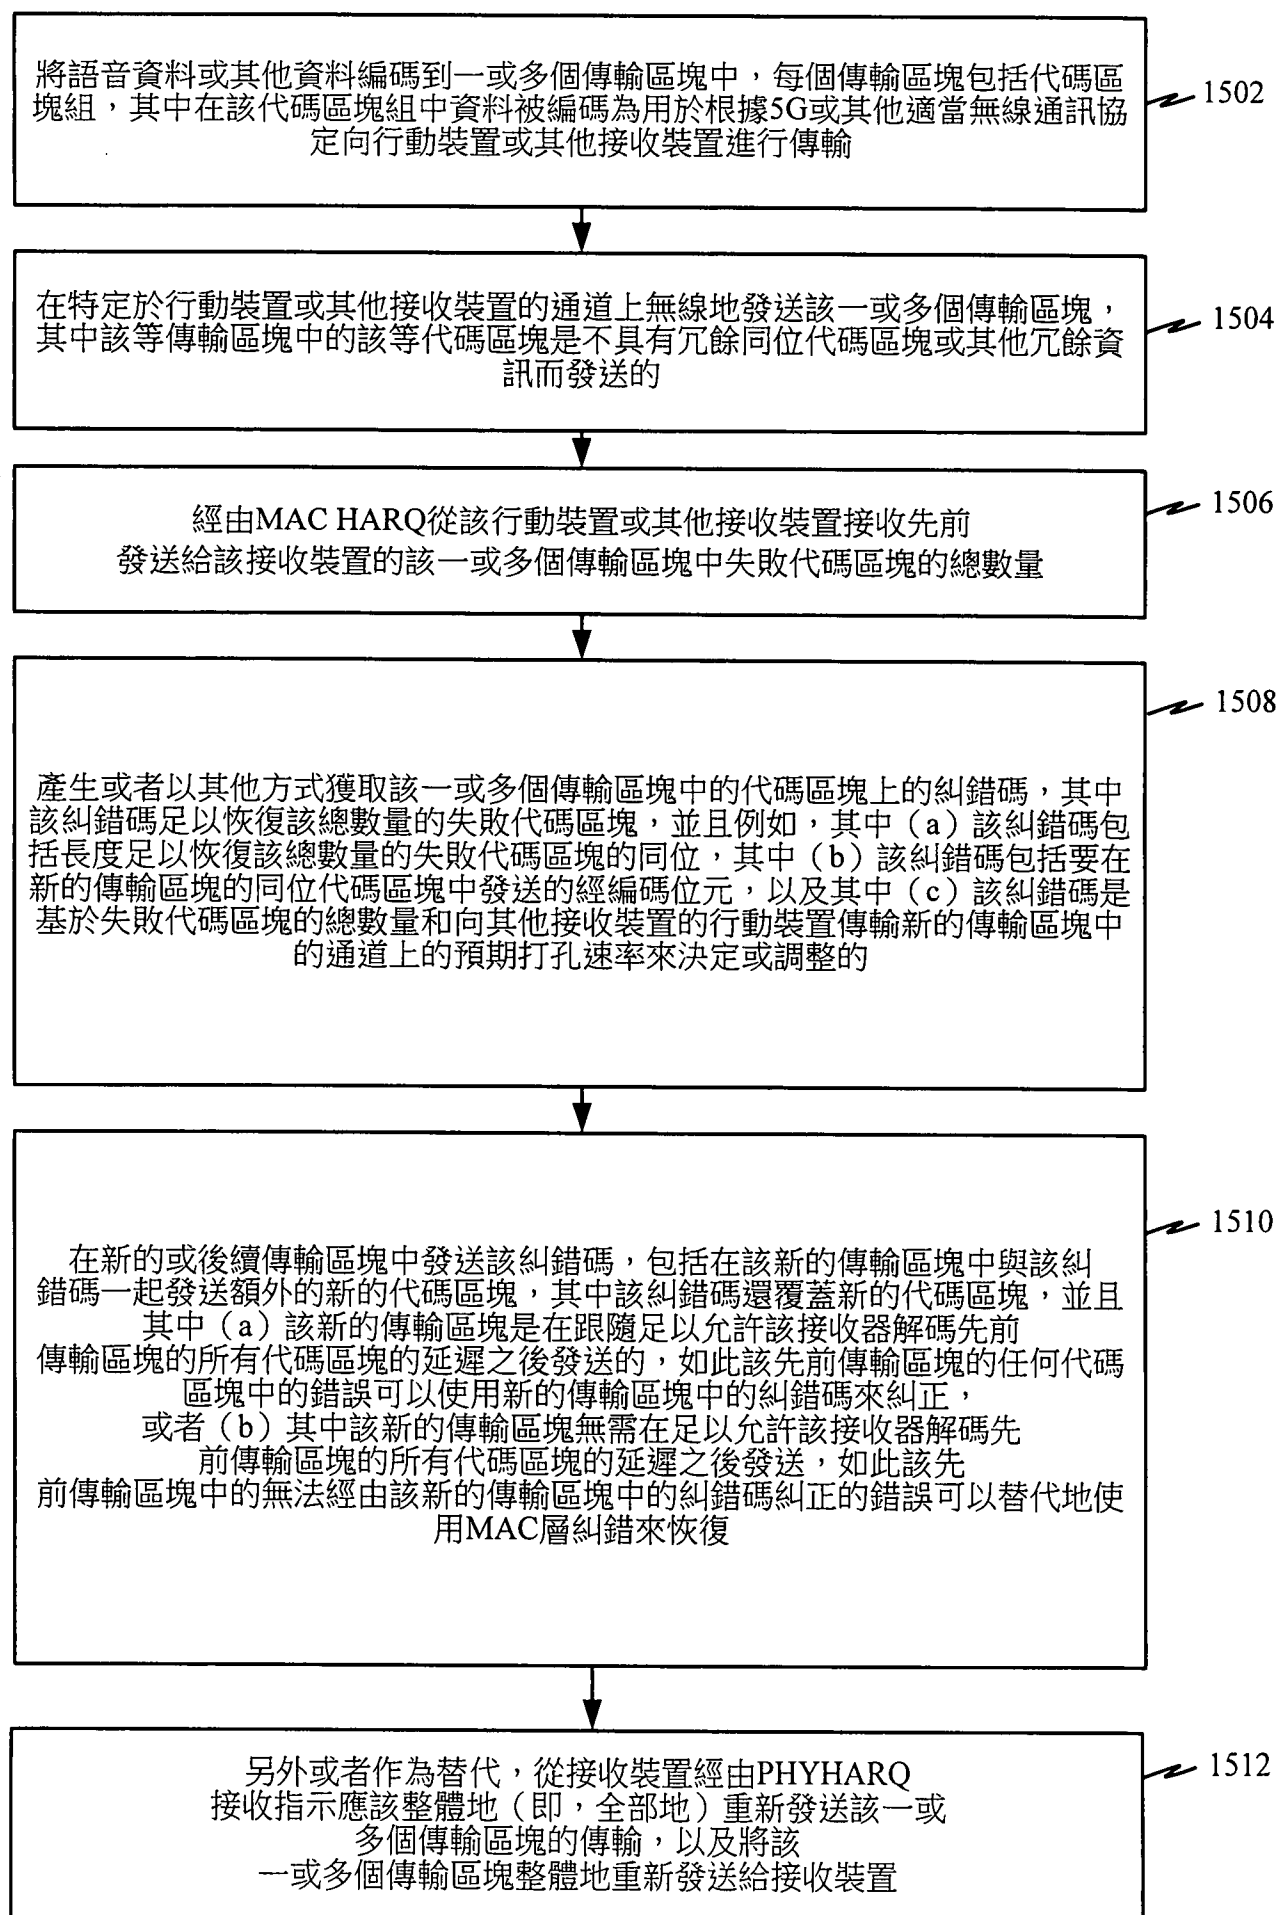 將語音資料或其他資料編碼到一或多個傳輸區塊中，每個傳輸區塊包括代碼區
塊組，其中在該代碼區塊組中資料被編碼為用於根據5G或其他適當無線通訊協
定向行動裝置或其他接收裝置進行傳輸
1502
在特定於行動裝置或其他接收裝置的通道上無線地發送該一或多個傳輸區塊，
其中該等傳輸區塊中的該等代碼區塊是不具有冗餘同位代碼區塊或其他冗餘資
訊而發送的
1504
經由MAC HARQ從該行動裝置或其他接收裝置接收先前
發送給該接收裝置的該一或多個傳輸區塊中失敗代碼區塊的總數量
1506
產生或者以其他方式獲取該一或多個傳輸區塊中的代碼區塊上的糾錯碼，其中
該糾錯碼足以恢復該總數量的失敗代碼區塊，並且例如，其中（a）該糾錯碼包
括長度足以恢復該總數量的失敗代碼區塊的同位，其中（b）該糾錯碼包括要在
新的傳輸區塊的同位代碼區塊中發送的經編碼位元，以及其中（c）該糾錯碼是
基於失敗代碼區塊的總數量和向其他接收裝置的行動裝置傳輸新的傳輸區塊中
的通道上的預期打孔速率來決定或調整的
1508
在新的或後續傳輸區塊中發送該糾錯碼，包括在該新的傳輸區塊中與該糾
錯碼一起發送額外的新的代碼區塊，其中該糾錯碼還覆蓋新的代碼區塊，並且
其中（a）該新的傳輸區塊是在跟隨足以允許該接收器解碼先前
傳輸區塊的所有代碼區塊的延遲之後發送的，如此該先前傳輸區塊的任何代碼
區塊中的錯誤可以使用新的傳輸區塊中的糾錯碼來糾正，
或者（b）其中該新的傳輸區塊無需在足以允許該接收器解碼先
前傳輸區塊的所有代碼區塊的延遲之後發送，如此該先
前傳輸區塊中的無法經由該新的傳輸區塊中的糾錯碼糾正的錯誤可以替代地使
用MAC層糾錯來恢復
1510
另外或者作為替代，從接收裝置經由PHYHARQ
接收指示應該整體地（即，全部地）重新發送該一或
多個傳輸區塊的傳輸，以及將該
一或多個傳輸區塊整體地重新發送給接收裝置
1512